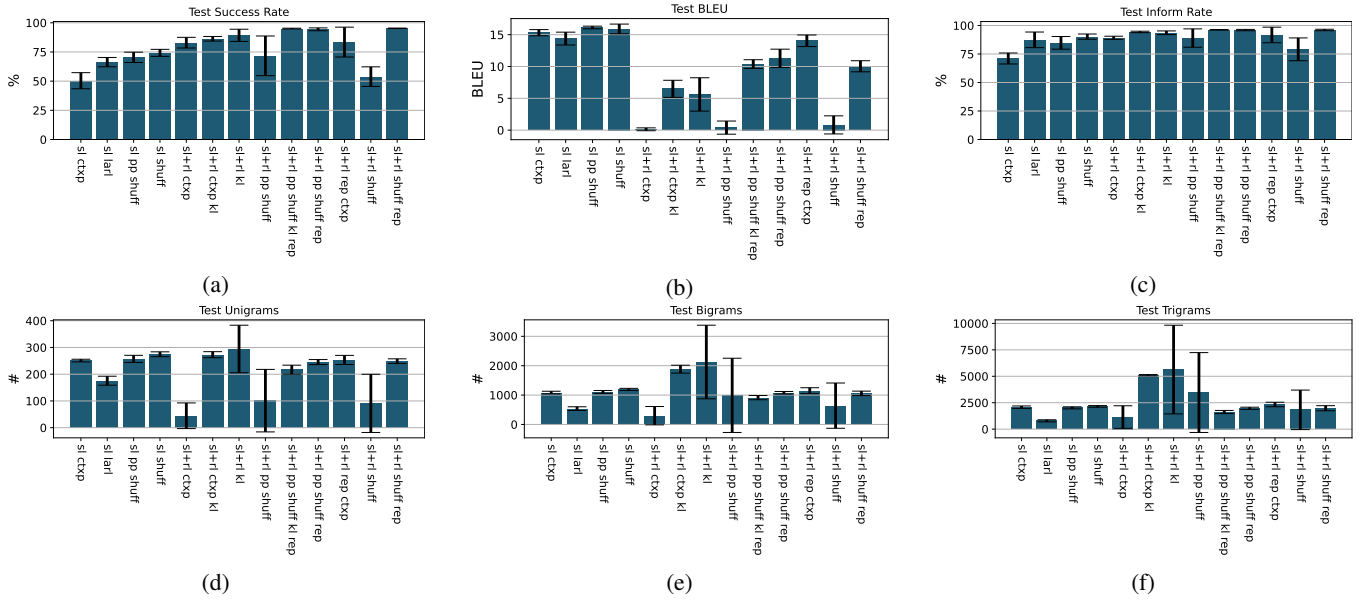 Test Success Rate
100
75
50
25
0
%
sl ctxp
sl larl
sl pp shuff
sl shuff
sl+rl ctxp
sl+rl ctxp kl
sl+rl kl
sl+rl pp shuff
sl+rl pp shuff kl rep
sl+rl pp shuff rep
sl+rl rep ctxp
sl+rl shuff
sl+rl shuff rep
(a)
Test BLEU
15
10
5
0
BLEU
sl ctxp
sl larl
sl pp shuff
sl shuff
sl+rl ctxp
sl+rl ctxp kl
sl+rl kl
sl+rl pp shuff
sl+rl pp shuff kl rep
sl+rl pp shuff rep
sl+rl rep ctxp
sl+rl shuff
sl+rl shuff rep
(b)
Test Inform Rate
100
75
50
25
0
%
sl ctxp
sl larl
sl pp shuff
sl shuff
sl+rl ctxp
sl+rl ctxp kl
sl+rl kl
sl+rl pp shuff
sl+rl pp shuff kl rep
sl+rl pp shuff rep
sl+rl rep ctxp
sl+rl shuff
sl+rl shuff rep
(c)
Test Unigrams
400
300
200
100
0
#
sl ctxp
sl larl
sl pp shuff
sl shuff
sl+rl ctxp
sl+rl ctxp kl
sl+rl kl
sl+rl pp shuff
sl+rl pp shuff kl rep
sl+rl pp shuff rep
sl+rl rep ctxp
sl+rl shuff
sl+rl shuff rep
(d)
Test Bigrams
3000
2000
1000
0
#
sl ctxp
sl larl
sl pp shuff
sl shuff
sl+rl ctxp
sl+rl ctxp kl
sl+rl kl
sl+rl pp shuff
sl+rl pp shuff kl rep
sl+rl pp shuff rep
sl+rl rep ctxp
sl+rl shuff
sl+rl shuff rep
(e)
Test Trigrams
10000
7500
5000
2500
0
#
sl ctxp
sl larl
sl pp shuff
sl shuff
sl+rl ctxp
sl+rl ctxp kl
sl+rl kl
sl+rl pp shuff
sl+rl pp shuff kl rep
sl+rl pp shuff rep
sl+rl rep ctxp
sl+rl shuff
sl+rl shuff rep
(f)